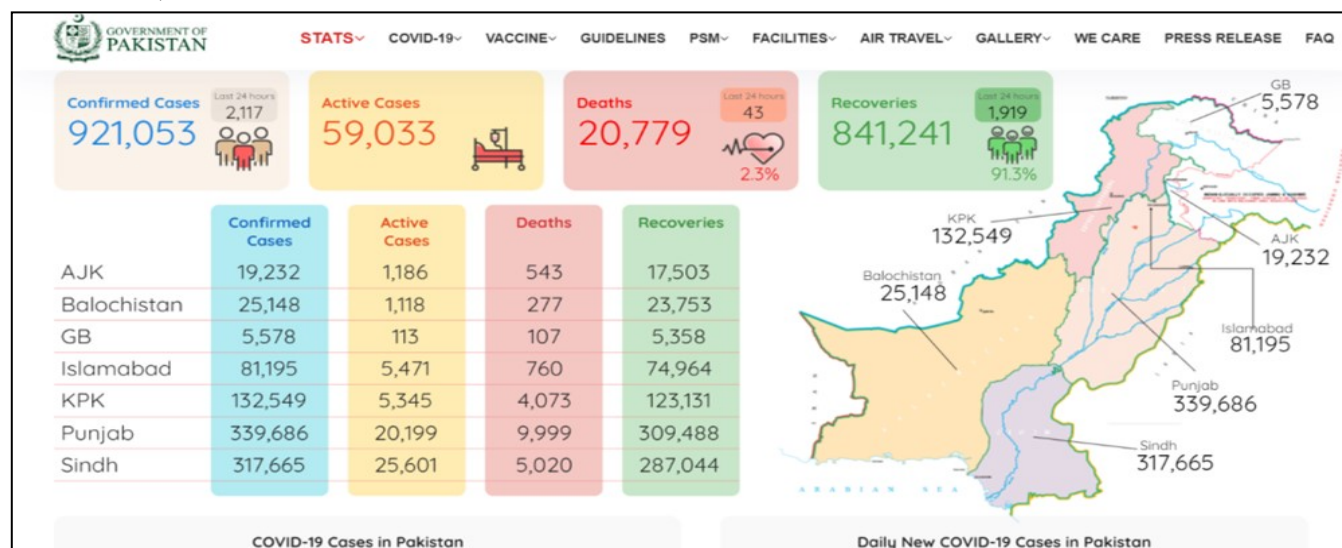 GOVERNMENT OF
PAKISTAN
STATS COVID-19 VACCINE GUIDELINES PSM FACILITIES AIR TRAVEL GALLERY WE CARE PRESS RELEASE FAQ
Confirmed Cases Last 24 hours
921,053 2,117
Active Cases
59,033
Deaths Last 24 hours
20,779 43
2.3%
Recoveries Last 24 hours
841,241 1,919
91.3%
Confirmed Cases Active Cases Deaths Recoveries
AJK 19,232 1,186 543 17,503
Balochistan 25,148 1,118 277 23,753
GB 5,578 113 107 5,358
Islamabad 81,195 5,471 760 74,964
KPK 132,549 5,345 4,073 123,131
Punjab 339,686 20,199 9,999 309,488
Sindh 317,665 25,601 5,020 287,044
GB
5,578
KPK
132,549
AJK
19,232
Balochistan
25,148
Islamabad
81,195
Punjab
339,686
Sindh
317,665
ARABIAN SEA
COVID-19 Cases in Pakistan
Daily New COVID-19 Cases in Pakistan